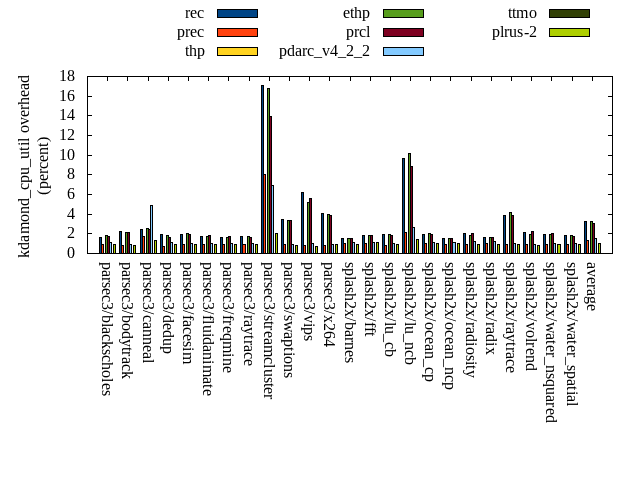 rec ethp ttmo
prec prcl plrus-2
thp pdarc_v4_2_2
kdamond_cpu_util overhead
(percent)
18
16
14
12
10
8
6
4
2
0
parsec3/blackscholes
parsec3/bodytrack
parsec3/canneal
parsec3/dedup
parsec3/facesim
parsec3/fluidanimate
parsec3/freqmine
parsec3/raytrace
parsec3/streamcluster
parsec3/swaptions
parsec3/vips
parsec3/x264
splash2x/barnes
splash2x/fft
splash2x/lu_cb
splash2x/lu_ncb
splash2x/ocean_cp
splash2x/ocean_ncp
splash2x/radiosity
splash2x/radix
splash2x/raytrace
splash2x/volrend
splash2x/water_nsquared
splash2x/water_spatial
average